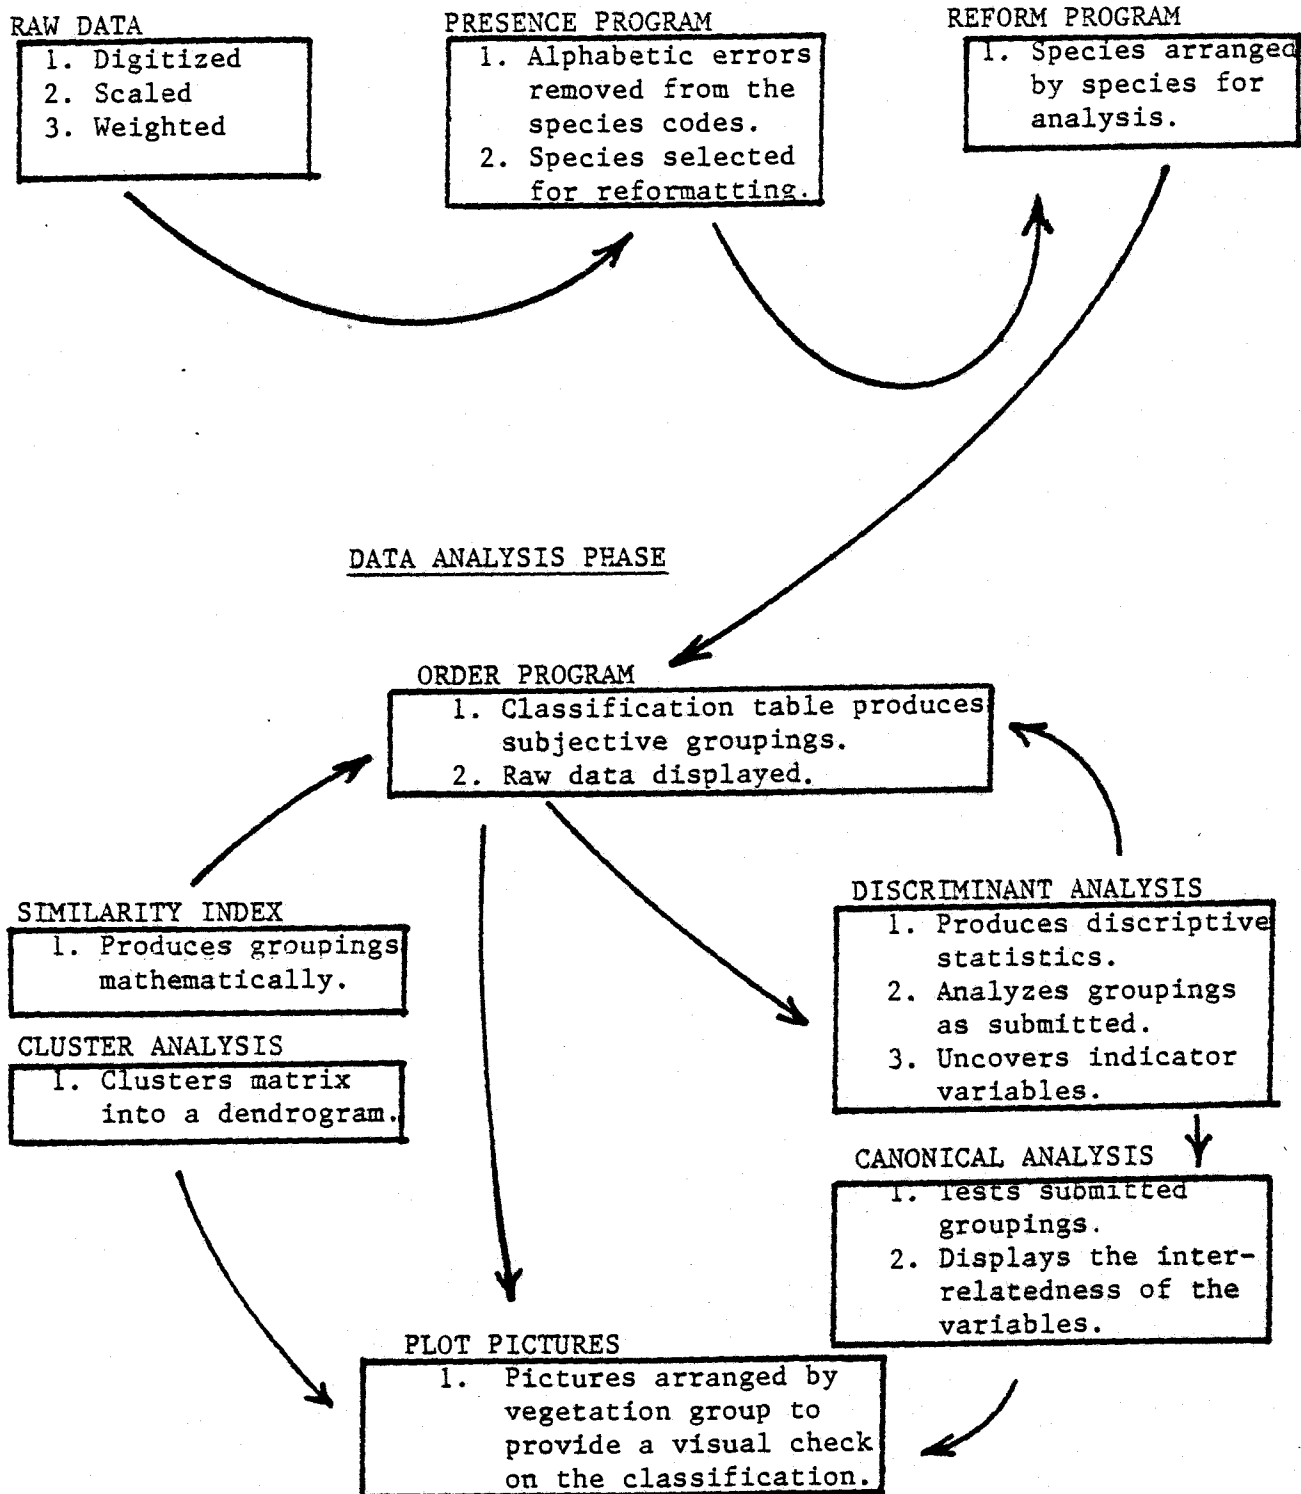 RAW DATA
1. Digitized
2. Scaled
3. Weighted
PRESENCE PROGRAM
1. Alphabetic errors
removed from the
species codes.
2. Species selected
for reformatting.
REFORM PROGRAM
1. Species arranged
by species for
analysis.
DATA ANALYSIS PHASE
ORDER PROGRAM
1. Classification table produces
subjective groupings.
2. Raw data displayed.
SIMILARITY INDEX
1. Produces groupings
mathematically.
CLUSTER ANALYSIS
1. Clusters matrix
into a dendrogram.
DISCRIMINANT ANALYSIS
1. Produces discriptive
statistics.
2. Analyzes groupings
as submitted.
3. Uncovers indicator
variables.
CANONICAL ANALYSIS
1. Tests submitted
groupings.
2. Displays the inter-
relatedness of the
variables.
PLOT PICTURES
1. Pictures arranged by
vegetation group to
provide a visual check
on the classification.